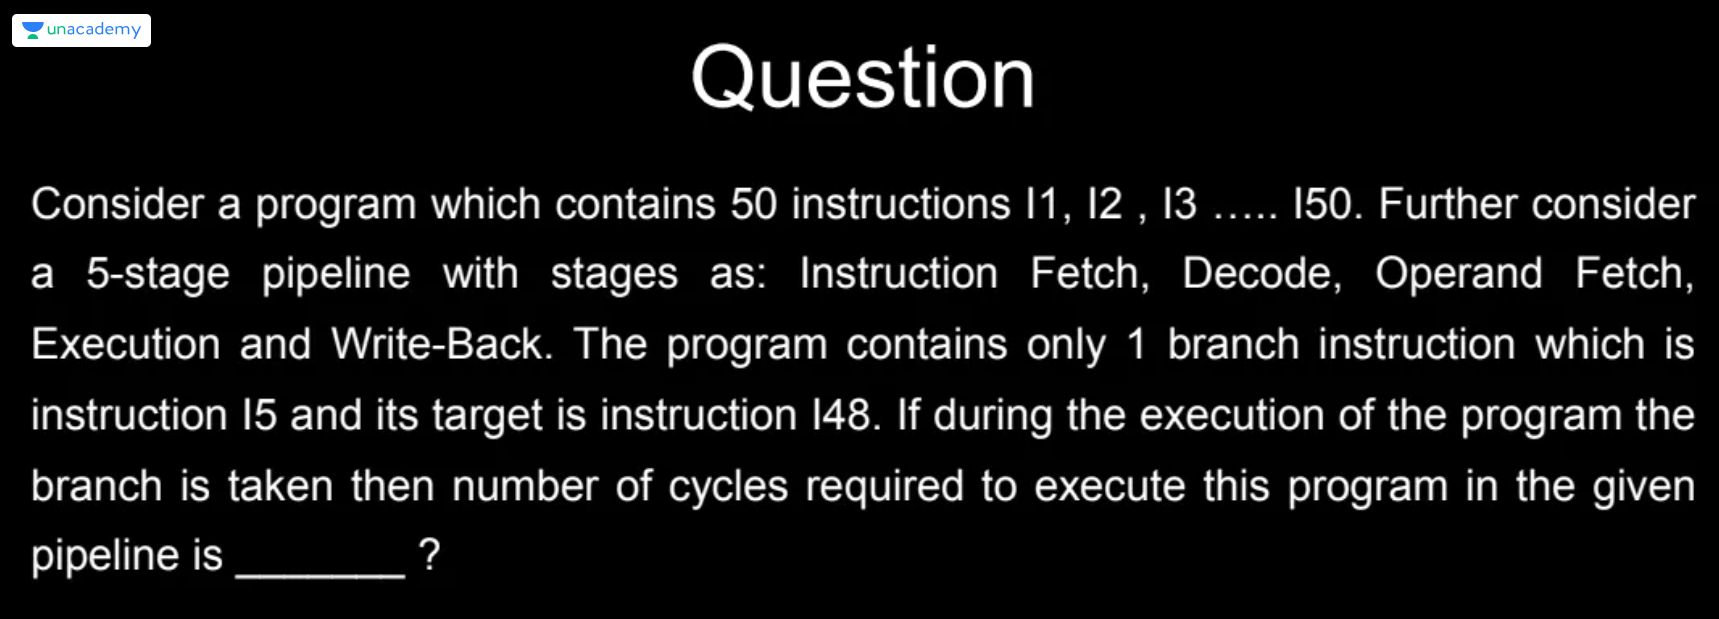 unacademy
Question
Consider a program which contains 50 instructions I1, I2 , I3 ..... I50. Further consider
a 5-stage pipeline with stages as: Instruction Fetch, Decode, Operand Fetch,
Execution and Write-Back. The program contains only 1 branch instruction which is
instruction I5 and its target is instruction I48. If during the execution of the program the
branch is taken then number of cycles required to execute this program in the given
pipeline is _______ ?